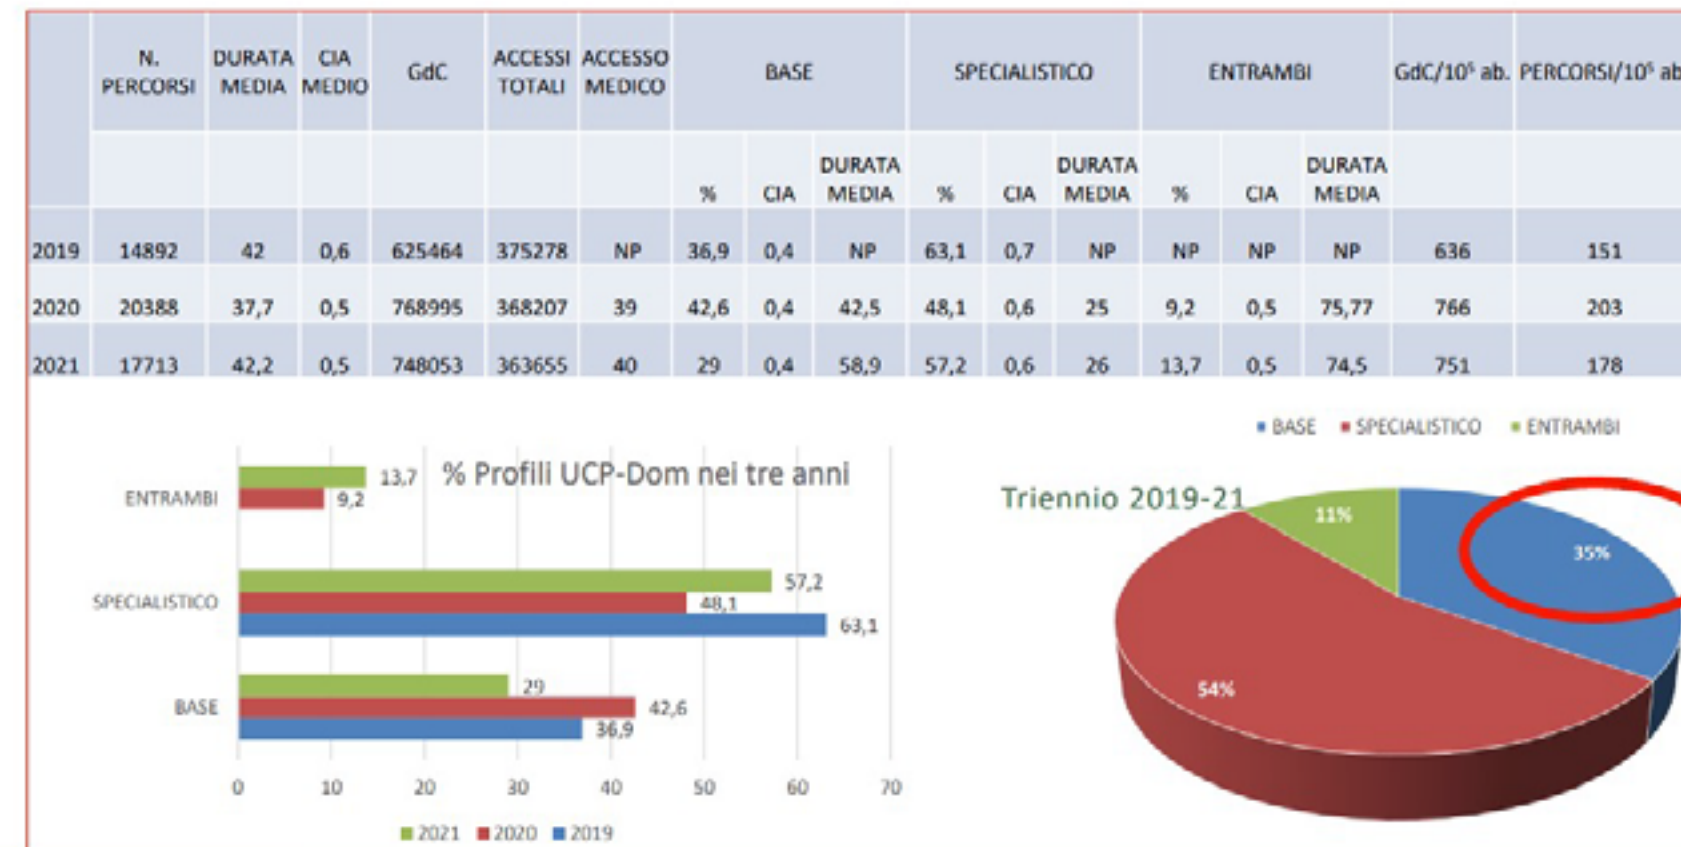 N. PERCORSI DURATA MEDIA CIA MEDIO GdC ACCESSI TOTALI ACCESSO MEDICO BASE SPECIALISTICO ENTRAMBI GdC/10⁵ ab. PERCORSI/10⁵ ab
% CIA DURATA MEDIA % CIA DURATA MEDIA % CIA DURATA MEDIA
2019 14892 42 0,6 625464 375278 NP 36,9 0,4 NP 63,1 0,7 NP NP NP NP 636 151
2020 20388 37,7 0,5 768995 368207 39 42,6 0,4 42,5 48,1 0,6 25 9,2 0,5 75,77 766 203
2021 17713 42,2 0,5 748053 363655 40 29 0,4 58,9 57,2 0,6 26 13,7 0,5 74,5 751 178
% Profili UCP-Dom nei tre anni
ENTRAMBI 13,7 9,2
SPECIALISTICO 57,2 48,1 63,1
BASE 29 42,6 36,9
0 10 20 30 40 50 60 70
2021 2020 2019
BASE SPECIALISTICO ENTRAMBI
Triennio 2019-21
11%
35%
54%